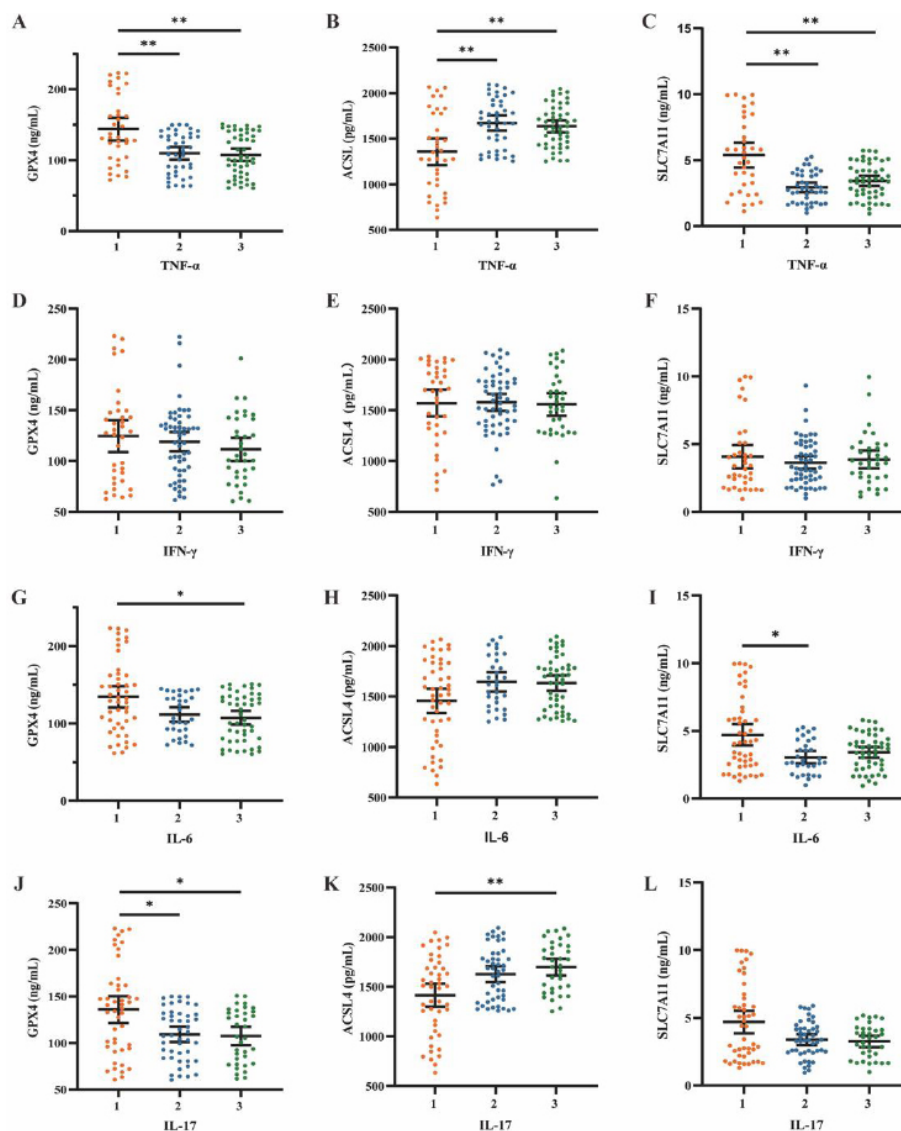 A
**
**
GPX4 (ng/mL)
200
100
0
1 2 3
TNF-α
B
**
**
ACSL (pg/mL)
2500
2000
1500
1000
500
1 2 3
TNF-α
C
**
**
SLC7A11 (ng/mL)
15
10
5
0
1 2 3
TNF-α
D
GPX4 (ng/mL)
250
200
150
100
50
1 2 3
IFN-γ
E
ACSL4 (pg/mL)
2500
2000
1500
1000
500
1 2 3
IFN-γ
F
SLC7A11 (ng/mL)
15
10
5
0
1 2 3
IFN-γ
G
*
GPX4 (ng/mL)
200
100
0
1 2 3
IL-6
H
ACSL4 (pg/mL)
2500
2000
1500
1000
500
1 2 3
IL-6
I
*
SLC7A11 (ng/mL)
15
10
5
0
1 2 3
IL-6
J
*
*
GPX4 (ng/mL)
250
200
150
100
50
1 2 3
IL-17
K
**
ACSL4 (pg/mL)
2500
2000
1500
1000
500
1 2 3
IL-17
L
SLC7A11 (ng/mL)
15
10
5
0
1 2 3
IL-17